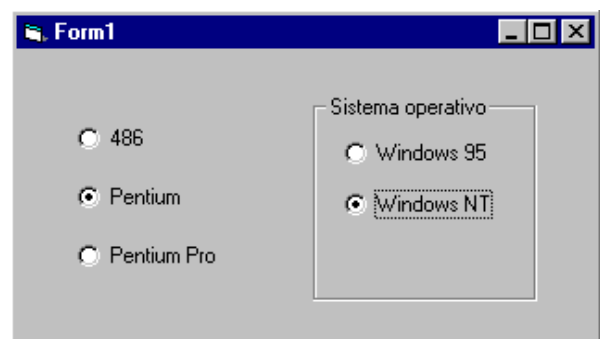 Form1
486
Pentium
Pentium Pro
Sistema operativo
Windows 95
Windows NT